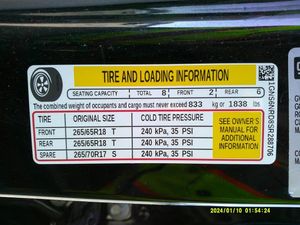 TIRE AND LOADING INFORMATION
SEATING CAPACITY TOTAL 8 FRONT 2 REAR 6
The combined weight of occupants and cargo must never exceed 833 kg or 1838 lbs
TIRE ORIGINAL SIZE COLD TIRE PRESSURE
FRONT 265/65R18 T 240 kPa, 35 PSI
REAR 265/65R18 T 240 kPa, 35 PSI
SPARE 265/70R17 S 240 kPa, 35 PSI
SEE OWNER'S
MANUAL FOR
ADDITIONAL
INFORMATION
1GNS6NRD8SR288706
2024/01/10 01:54:24